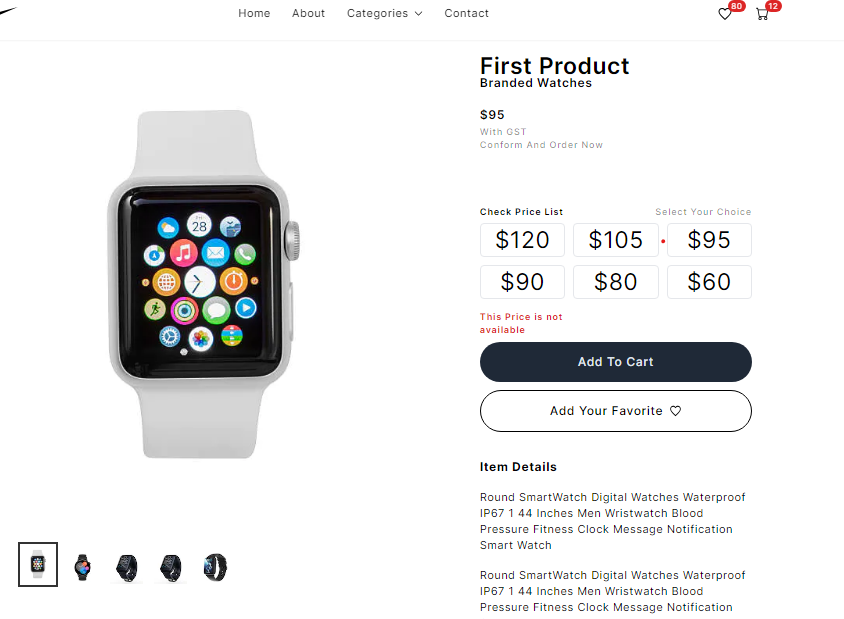 Home About Categories Contact 80 12
First Product
Branded Watches
$95
With GST
Conform And Order Now
Check Price List Select Your Choice
$120 $105 $95
$90 $80 $60
This Price is not
available
Add To Cart
Add Your Favorite
Item Details
Round SmartWatch Digital Watches Waterproof
IP67 1 44 Inches Men Wristwatch Blood
Pressure Fitness Clock Message Notification
Smart Watch
Round SmartWatch Digital Watches Waterproof
IP67 1 44 Inches Men Wristwatch Blood
Pressure Fitness Clock Message Notification
28